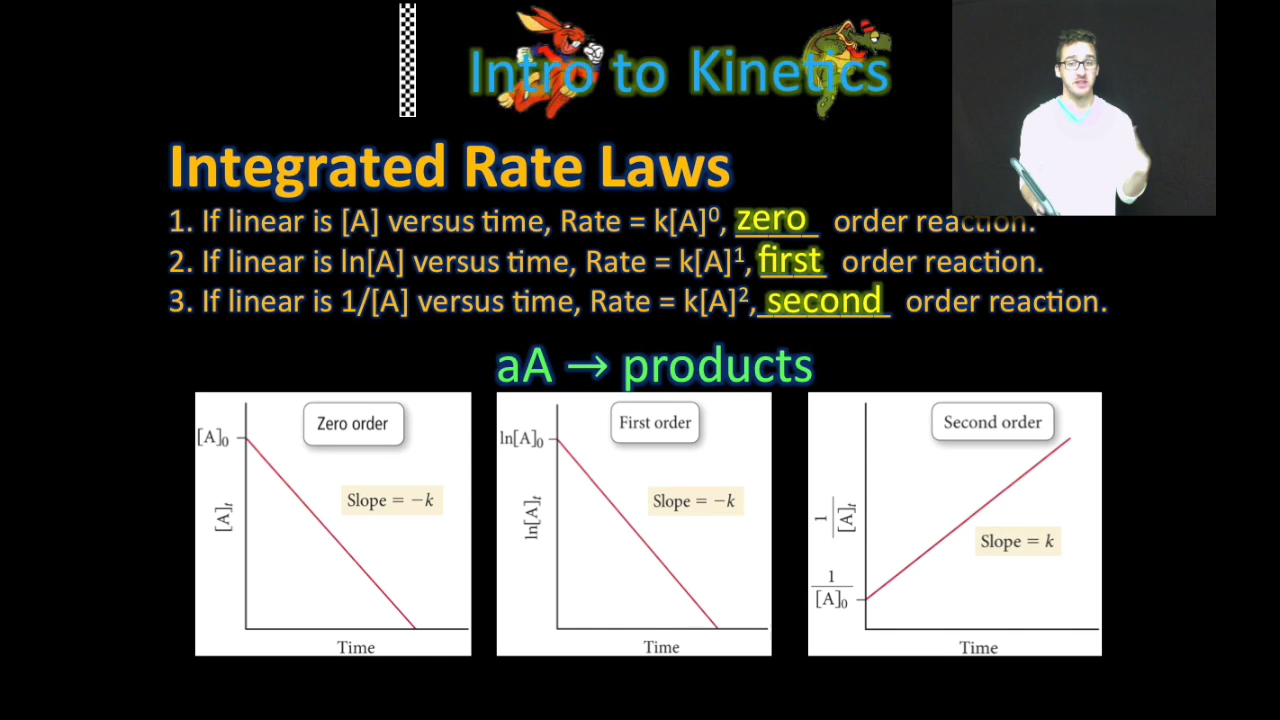 Intro to Kinetics
Integrated Rate Laws
1. If linear is [A] versus time, Rate = k[A]⁰, zero order reaction.
2. If linear is ln[A] versus time, Rate = k[A]¹, first order reaction.
3. If linear is 1/[A] versus time, Rate = k[A]², second order reaction.
aA → products
Zero order
[A]₀
Slope = −k
[A]ₜ
Time
First order
ln[A]₀
Slope = −k
ln[A]ₜ
Time
Second order
1/[A]ₜ
Slope = k
1/[A]₀
Time